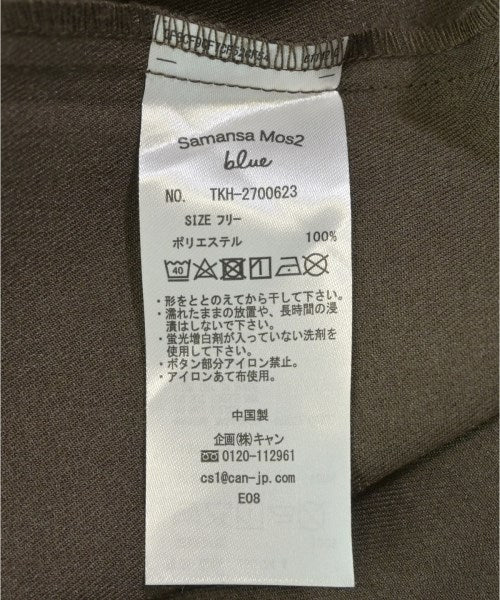 Samansa Mos2
blue
NO. TKH-2700623
SIZE フリー
ポリエステル 100%
40
・形をととのえてから干して下さい。
・濡れたままの放置や、長時間の浸
漬はしないで下さい。
・蛍光増白剤が入っていない洗剤を
使用して下さい。
・ボタン部分アイロン禁止。
・アイロンあて布使用。
中国製
企画(株)キャン
0120-112961
cs1@can-jp.com
E08